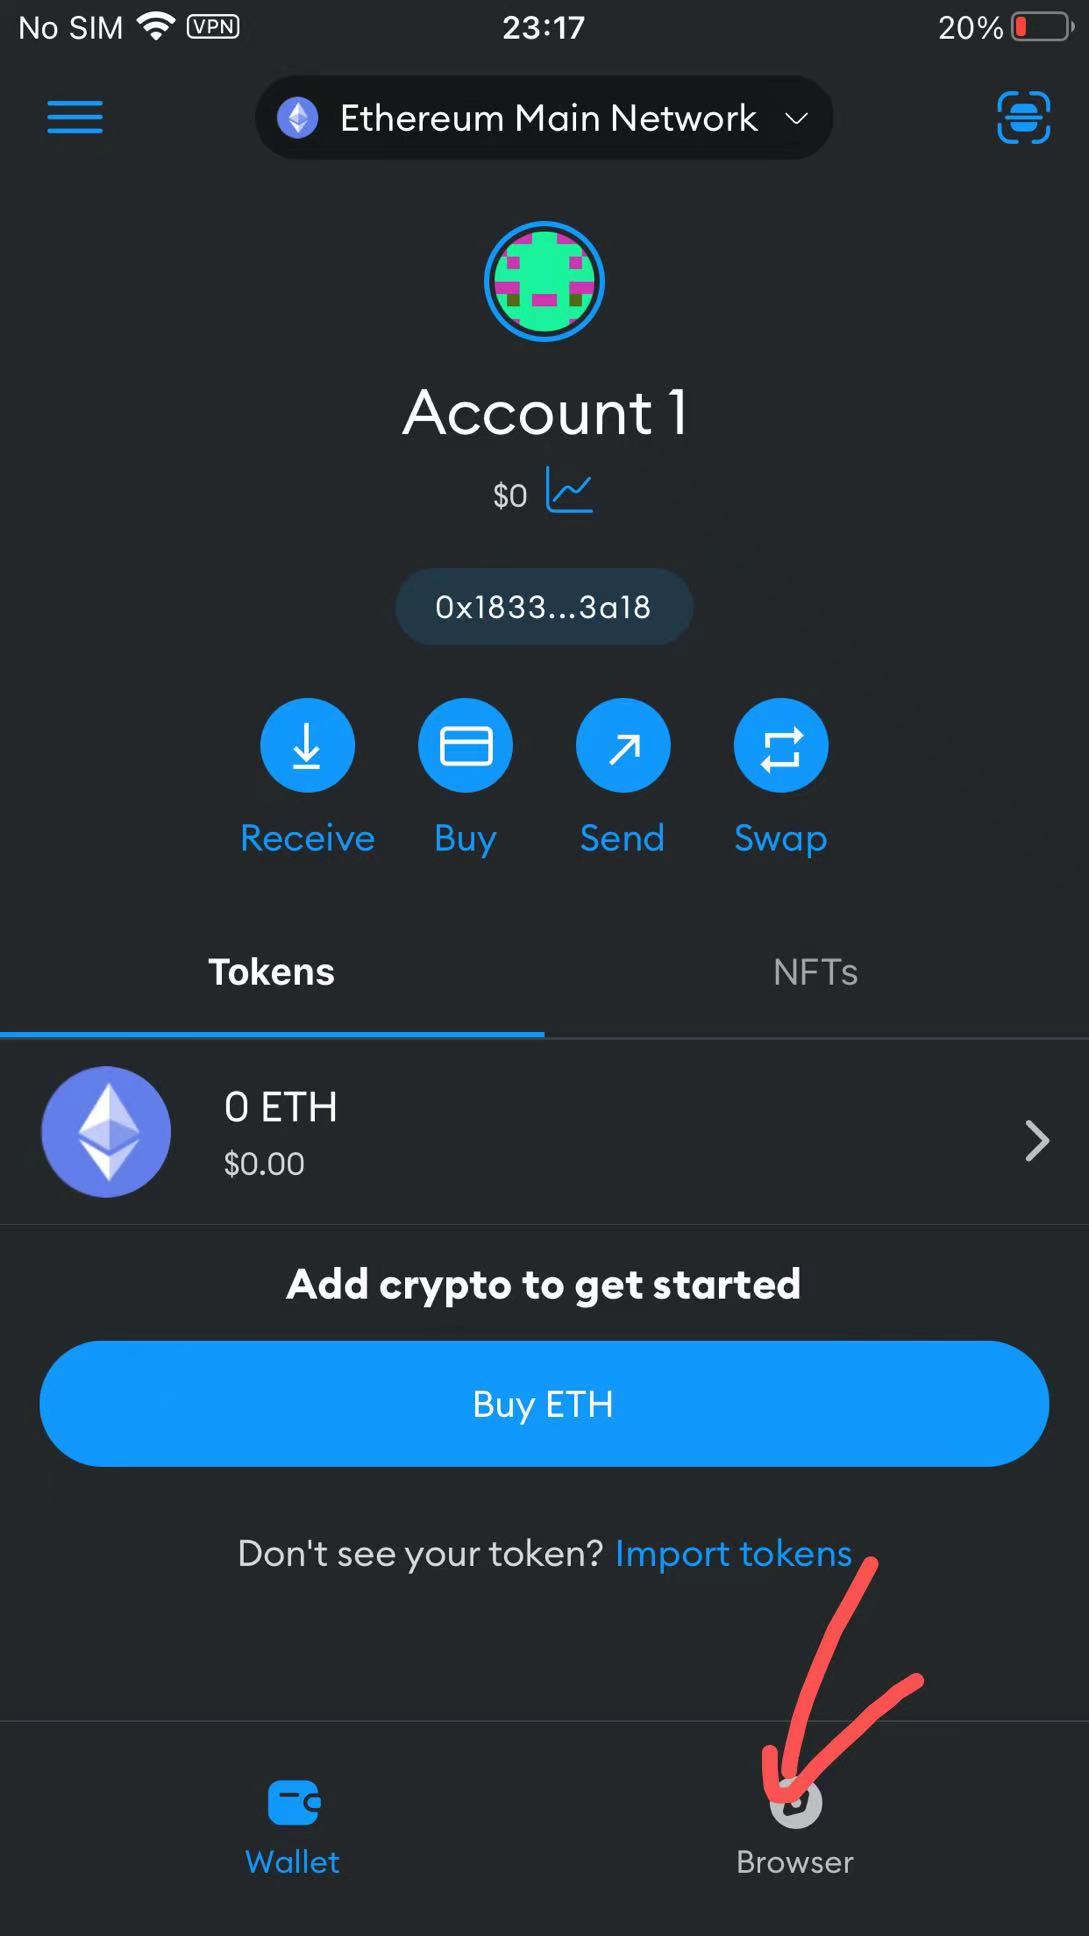 No SIM VPN 23:17 20%
Ethereum Main Network
Account 1
$0
0x1833...3a18
Receive Buy Send Swap
Tokens NFTs
0 ETH
$0.00
Add crypto to get started
Buy ETH
Don't see your token? Import tokens
Wallet Browser